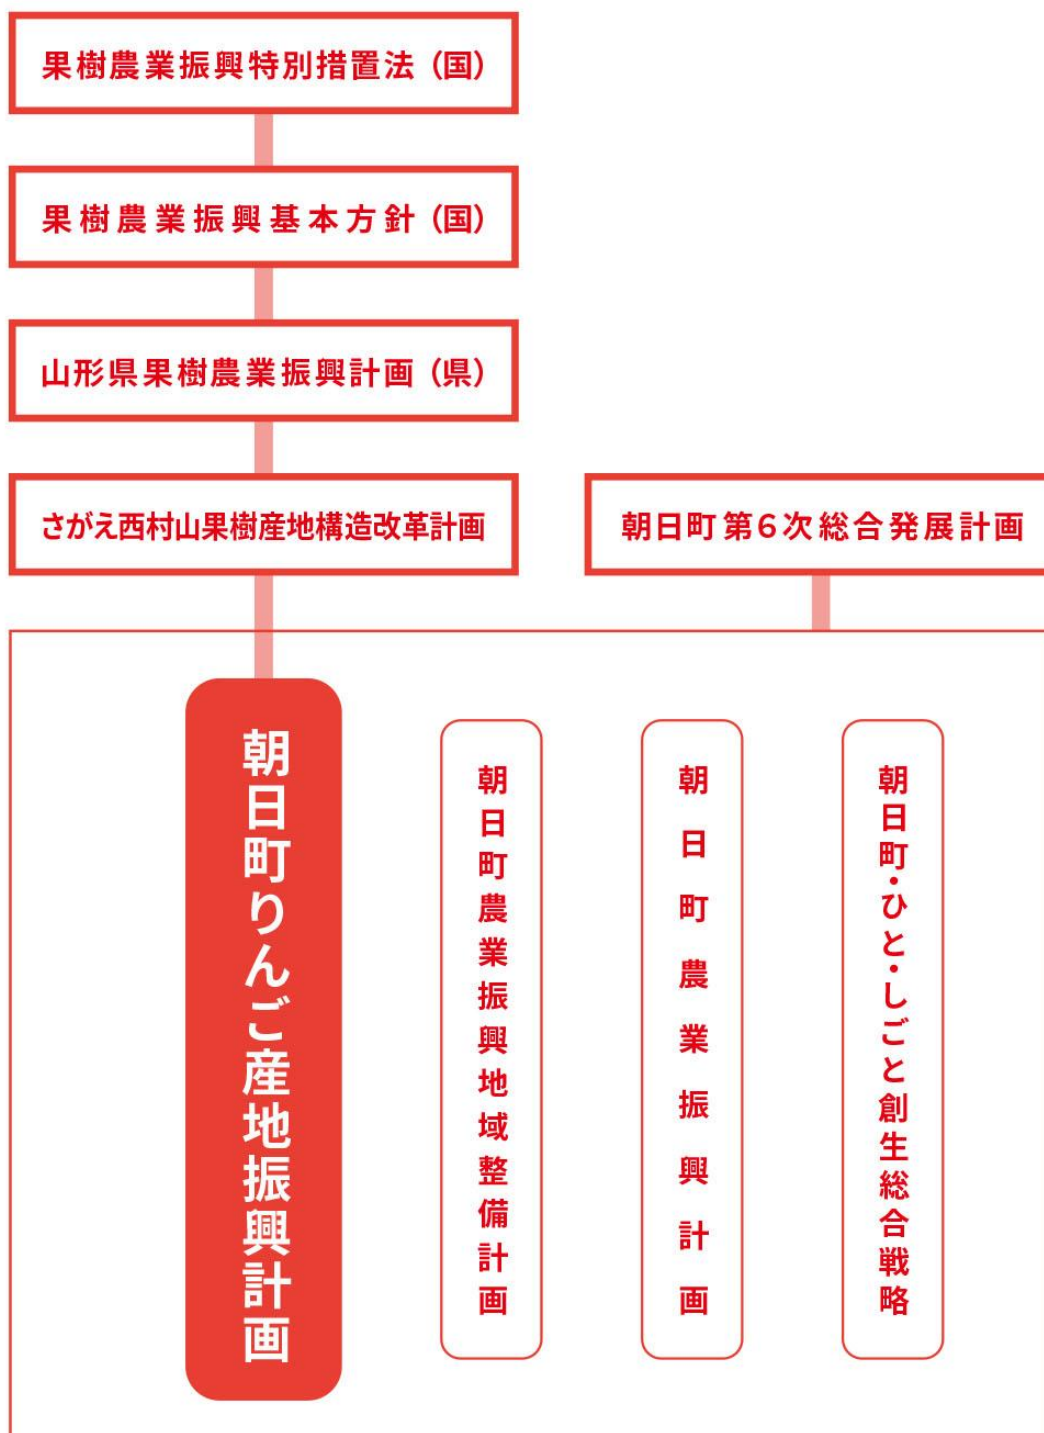 果樹農業振興特別措置法（国）
果樹農業振興基本方針（国）
山形県果樹農業振興計画（県）
さがえ西村山果樹産地構造改革計画
朝日町第６次総合発展計画
朝日町りんご産地振興計画
朝日町農業振興地域整備計画
朝日町農業振興計画
朝日町・ひと・しごと創生総合戦略